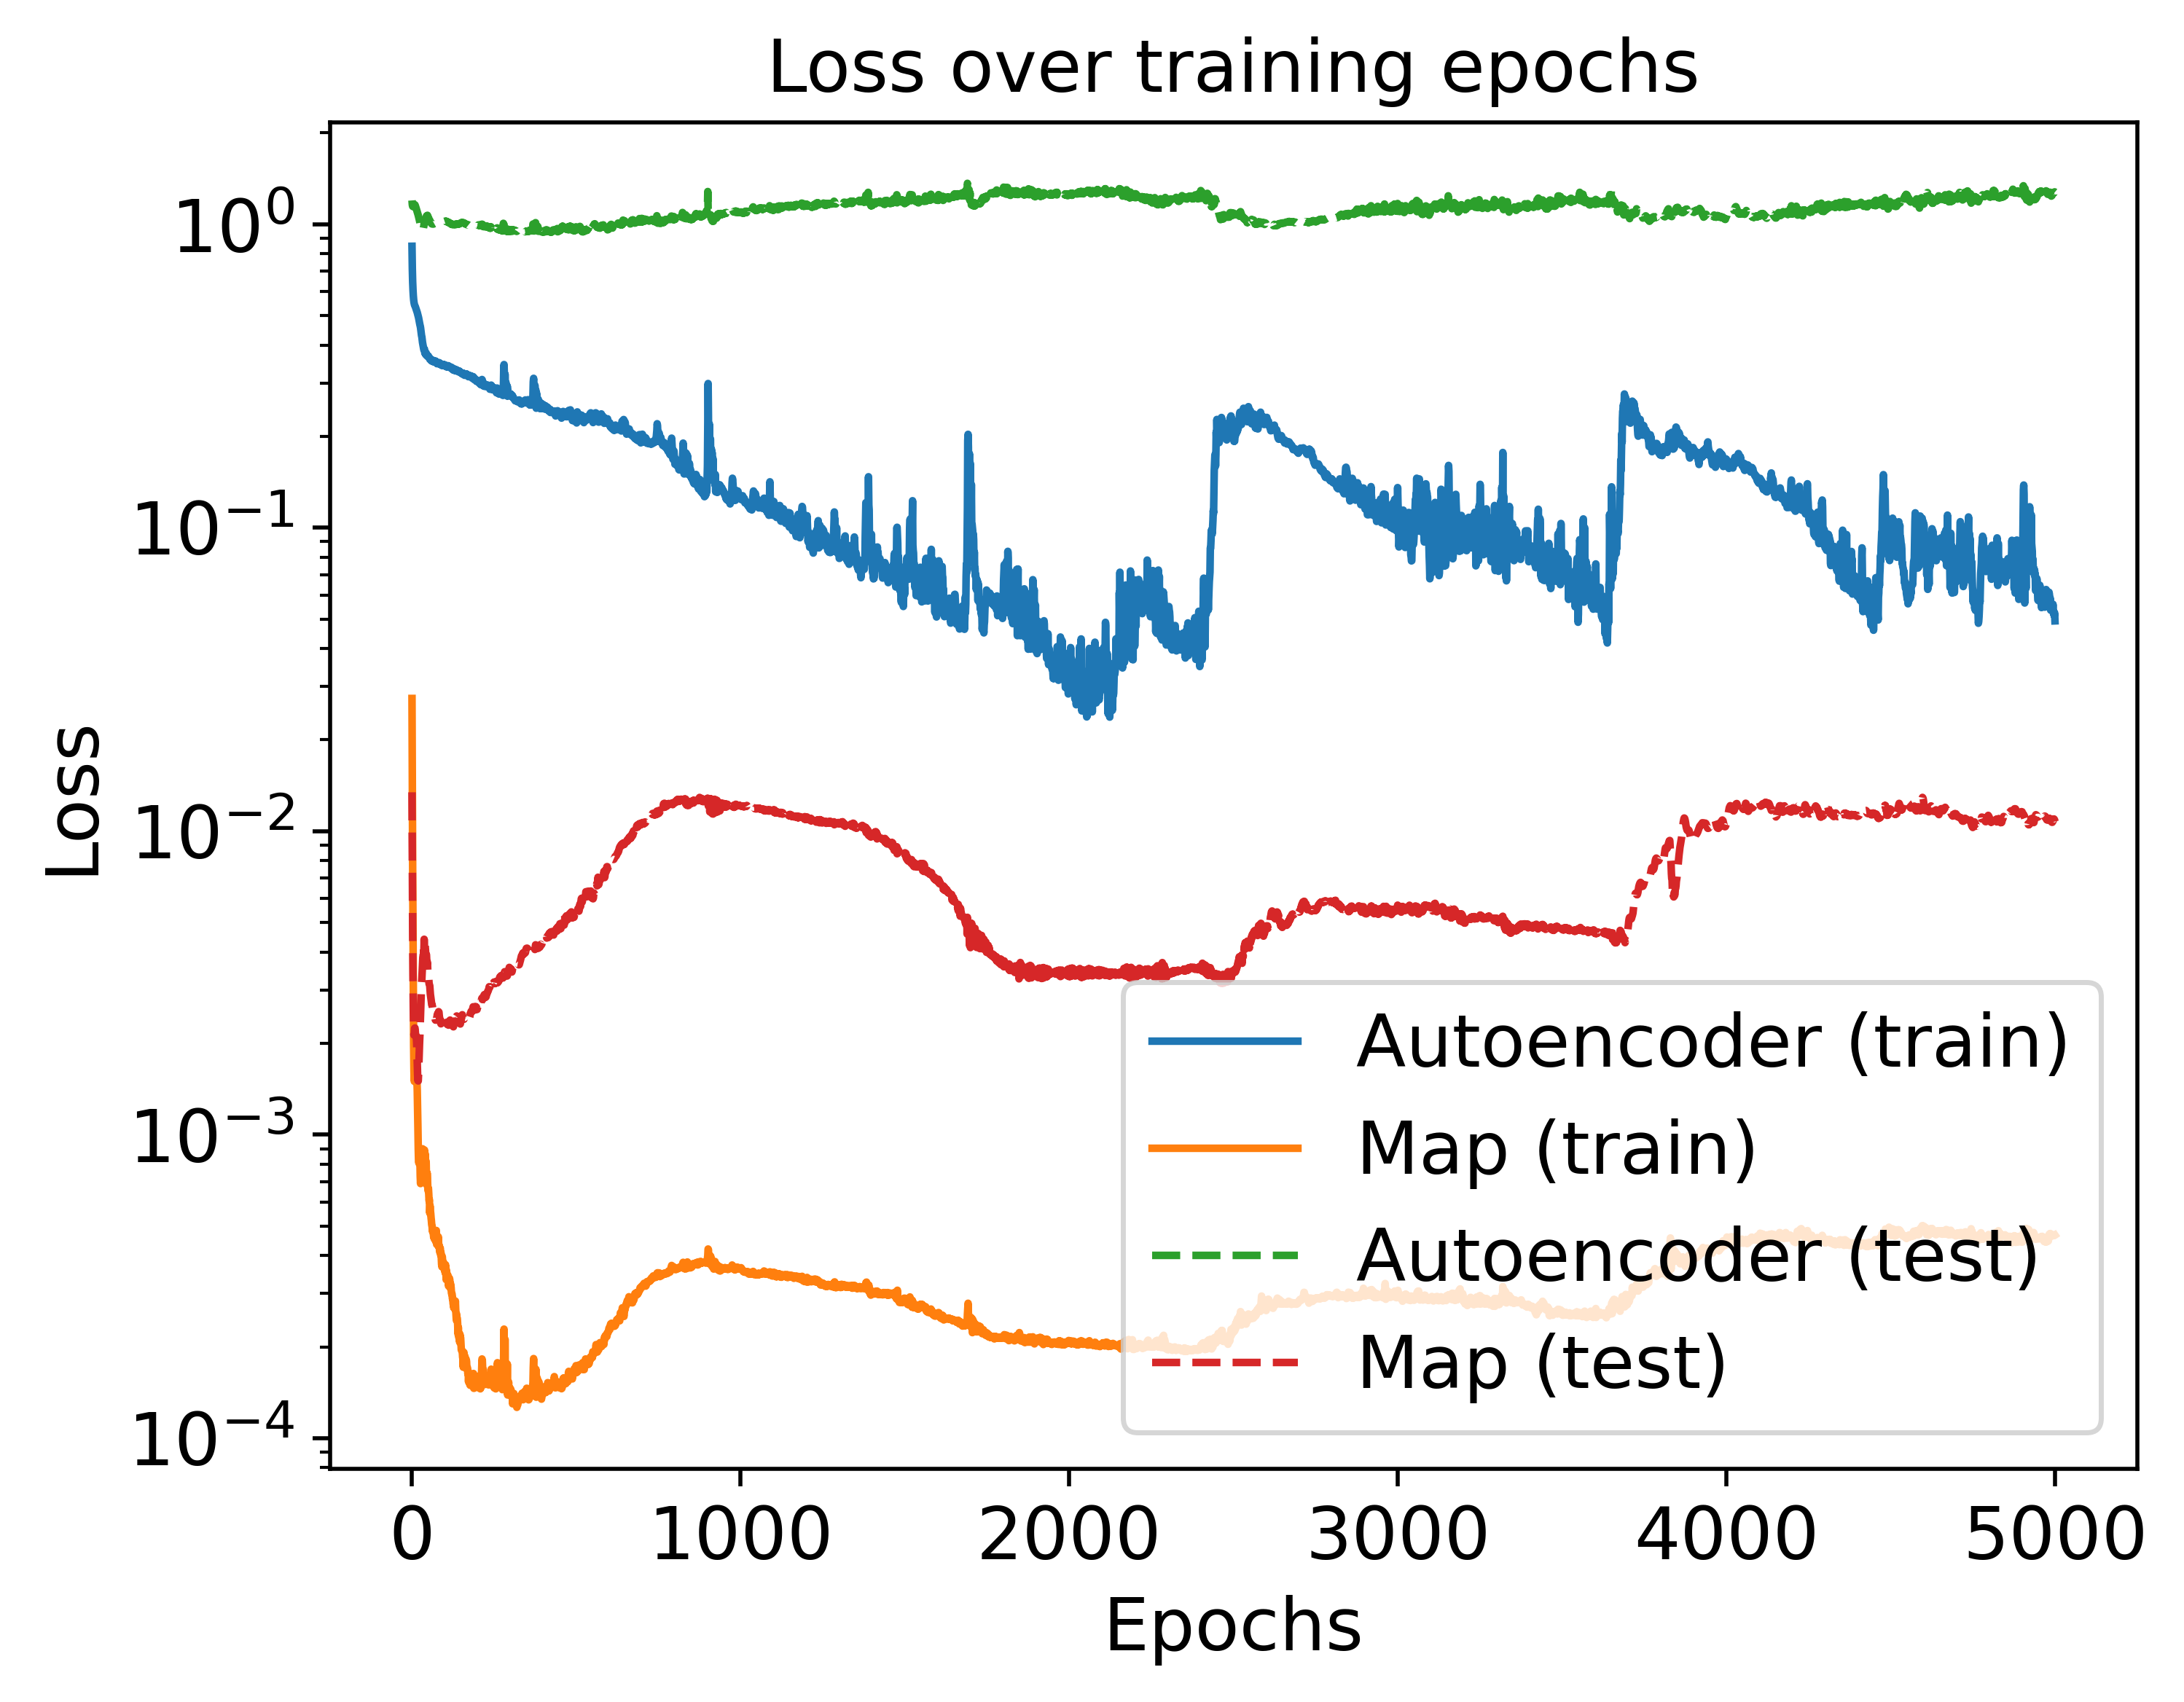 Loss over training epochs
Loss
10⁰
10⁻¹
10⁻²
10⁻³
10⁻⁴
Autoencoder (train)
Map (train)
Autoencoder (test)
Map (test)
0 1000 2000 3000 4000 5000
Epochs